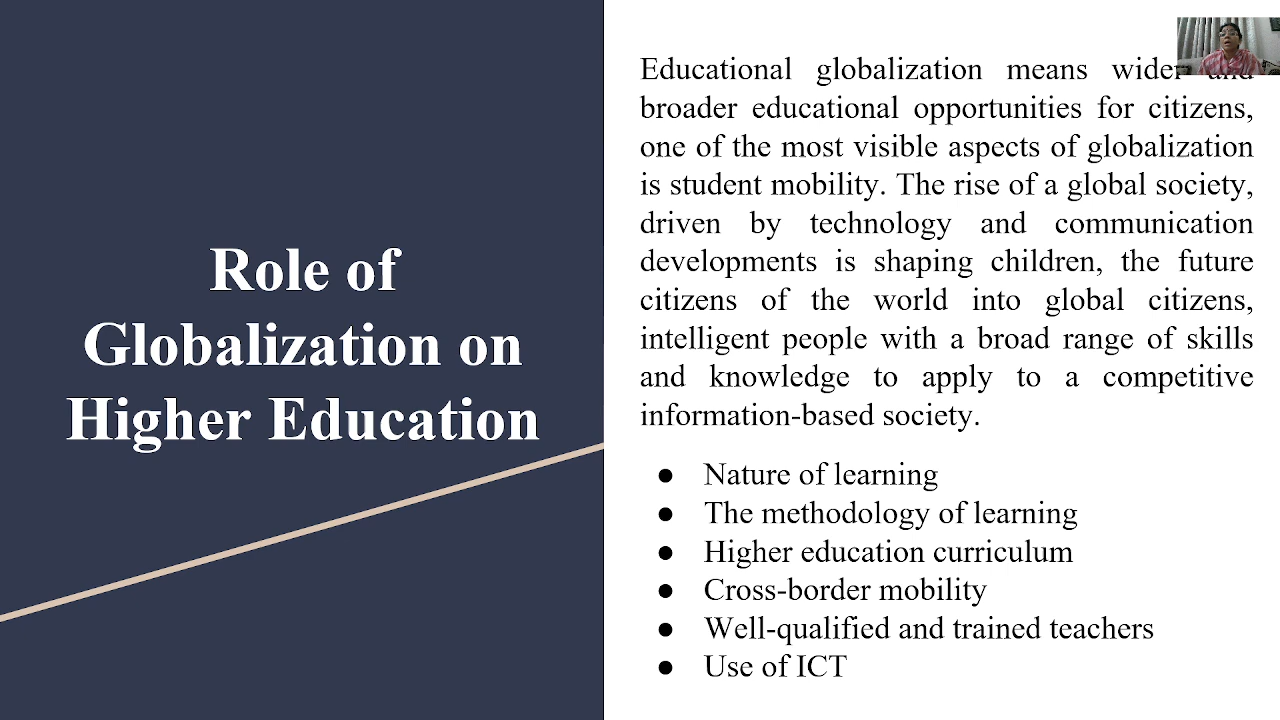 Role of
Globalization on
Higher Education
Educational globalization means wider and
broader educational opportunities for citizens,
one of the most visible aspects of globalization
is student mobility. The rise of a global society,
driven by technology and communication
developments is shaping children, the future
citizens of the world into global citizens,
intelligent people with a broad range of skills
and knowledge to apply to a competitive
information-based society.
● Nature of learning
● The methodology of learning
● Higher education curriculum
● Cross-border mobility
● Well-qualified and trained teachers
● Use of ICT